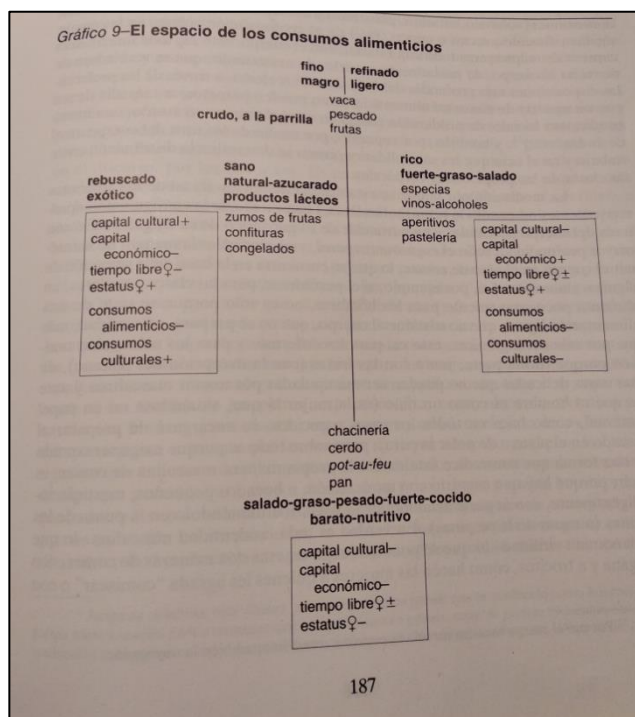 Gráfico 9–El espacio de los consumos alimenticios
fino refinado
magro ligero
vaca
crudo, a la parrilla pescado
frutas
rebuscado
exótico
sano
natural-azucarado
productos lácteos
rico
fuerte-graso-salado
especias
vinos-alcoholes
capital cultural+
capital
económico–
tiempo libre♀–
estatus♀+
consumos
alimenticios–
consumos
culturales+
zumos de frutas
confituras
congelados
aperitivos
pastelería
capital cultural–
capital
económico+
tiempo libre♀±
estatus♀+
consumos
alimenticios–
consumos
culturales–
chacinería
cerdo
pot-au-feu
pan
salado-graso-pesado-fuerte-cocido
barato-nutritivo
capital cultural–
capital
económico–
tiempo libre♀±
estatus♀–
187